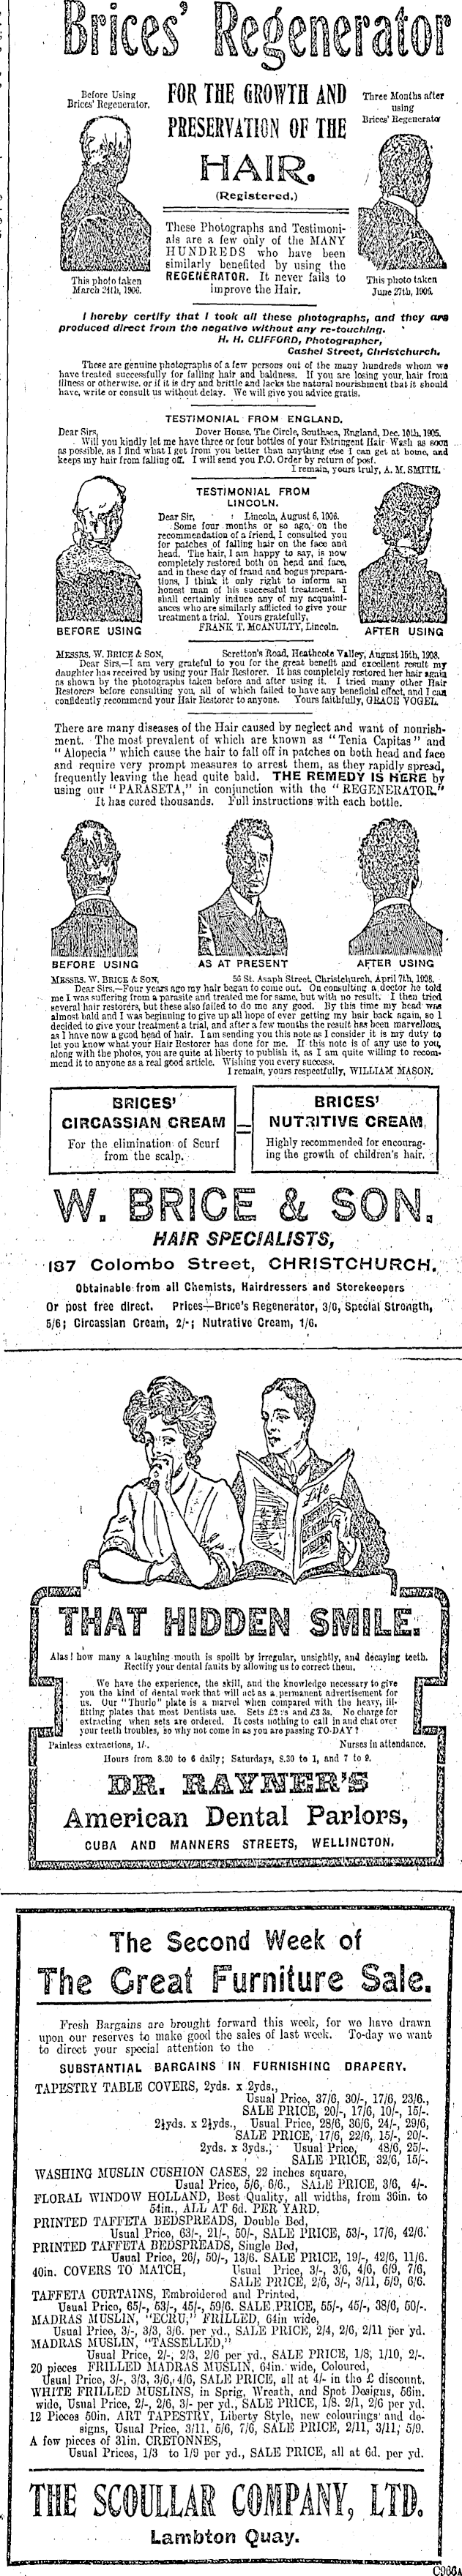 Brices' Regenerator
Before Using
Brices' Regenerator.
FOR THE GROWTH AND
PRESERVATION OF THE
HAIR.
(Registered.)
Three Months after
using
Brices' Regenerator
These Photographs and Testimoni-
als are a few only of the MANY
HUNDREDS who have been
similarly benefited by using the
REGENERATOR. It never fails to
improve the Hair.
This photo taken
March 24th, 1906.
This photo taken
June 27th, 1906.
I hereby certify that I took all these photographs, and they are
produced direct from the negative without any re-touching.
H. H. CLIFFORD, Photographer,
Cashel Street, Christchurch.
These are genuine photographs of a few persons out of the many hundreds whom we
have treated successfully for falling hair and baldness. If you are losing your hair from
illness or otherwise, or if it is dry and brittle and lacks the natural nourishment that it should
have, write or consult us without delay. We will give you advice gratis.
TESTIMONIAL FROM ENGLAND.
Dear Sirs, Dover House, The Circle, Southsea, England, Dec. 10th, 1905.
Will you kindly let me have three or four bottles of your Estringent Hair Wash as soon
as possible, as I find what I get from you better than anything else I can get at home, and
keeps my hair from falling off. I will send you P.O. Order by return of post.
I remain, yours truly, A. M. SMITH.
TESTIMONIAL FROM
LINCOLN.
Dear Sir, Lincoln, August 6, 1906.
Some four months or so ago, on the
recommendation of a friend, I consulted you
for patches of falling hair on the face and
head. The hair, I am happy to say, is now
completely restored both on head and face,
and in these day of fraud and bogus prepara-
tions, I think it only right to inform an
honest man of his successful treatment. I
shall certainly induce any of my acquaint-
ances who are similarly afflicted to give your
treatment a trial. Yours gratefully,
FRANK T. McANULTY, Lincoln.
BEFORE USING
AFTER USING
MESSRS. W. BRICE & SON, Scretton's Road, Heathcote Valley, August 15th, 1908.
Dear Sirs,—I am very grateful to you for the great benefit and excellent result my
daughter has received by using your Hair Restorer. It has completely restored her hair again
as shown by the photographs taken before and after using it. I tried many other Hair
Restorers before consulting you, all of which failed to have any beneficial effect, and I can
confidently recommend your Hair Restorer to anyone. Yours faithfully, GRACE VOGEL.
There are many diseases of the Hair caused by neglect and want of nourish-
ment. The most prevalent of which are known as "Tenia Capitas" and
"Alopecia" which cause the hair to fall off in patches on both head and face
and require very prompt measures to arrest them, as they rapidly spread,
frequently leaving the head quite bald. THE REMEDY IS HERE by
using our "PARASETA," in conjunction with the "REGENERATOR."
It has cured thousands. Full instructions with each bottle.
BEFORE USING
AS AT PRESENT
AFTER USING
MESSRS. W. BRICE & SON, 56 St. Asaph Street, Christchurch, April 7th, 1908.
Dear Sirs.—Four years ago my hair began to come out. On consulting a doctor he told
me I was suffering from a parasite and treated me for same, but with no result. I then tried
several hair restorers, but these also failed to do me any good. By this time my head was
almost bald and I was beginning to give up all hope of ever getting my hair back again, so I
decided to give your treatment a trial, and after a few months the result has been marvellous,
as I have now a good head of hair. I am sending you this note as I consider it is my duty to
let you know what your Hair Restorer has done for me. If this note is of any use to you,
along with the photos, you are quite at liberty to publish it, as I am quite willing to recom-
mend it to anyone as a real good article. Wishing you every success.
I remain, yours respectfully, WILLIAM MASON.
BRICES'
CIRCASSIAN CREAM
For the elimination of Scurf
from the scalp.
BRICES'
NUTRITIVE CREAM
Highly recommended for encourag-
ing the growth of children's hair.
W. BRICE & SON.
HAIR SPECIALISTS,
187 Colombo Street, CHRISTCHURCH.
Obtainable from all Chemists, Hairdressers and Storekeepers
Or post free direct. Prices—Brice's Regenerator, 3/6, Special Strength,
5/6; Circassian Cream, 2/-; Nutrative Cream, 1/6.
Life
THAT HIDDEN SMILE.
Alas! how many a laughing mouth is spoilt by irregular, unsightly, and decaying teeth.
Rectify your dental faults by allowing us to correct them.
We have the experience, the skill, and the knowledge necessary to give
you the kind of dental work that will act as a permanent advertisement for
us. Our "Thurlo" plate is a marvel when compared with the heavy, ill-
fitting plates that most Dentists use. Sets £2 2s and £3 3s. No charge for
extracting when sets are ordered. It costs nothing to call in and chat over
your teeth troubles, so why not come in as you are passing TO-DAY?
Painless extractions, 1/-. Nurses in attendance.
Hours from 8.30 to 6 daily; Saturdays, 8.30 to 1, and 7 to 9.
DR. RAYNER'S
American Dental Parlors,
CUBA AND MANNERS STREETS, WELLINGTON.
The Second Week of
The Great Furniture Sale.
Fresh Bargains are brought forward this week, for we have drawn
upon our reserves to make good the sales of last week. To-day we want
to direct your special attention to the
SUBSTANTIAL BARGAINS IN FURNISHING DRAPERY.
TAPESTRY TABLE COVERS, 2yds. x 2yds.,
Usual Price, 37/6, 30/-, 17/6, 23/6.,
SALE PRICE, 20/-, 17/6, 10/-, 15/-.
2½yds. x 2½yds., Usual Price, 28/6, 36/6, 24/-, 29/6,
SALE PRICE, 17/6, 22/6, 15/-, 20/-.
2yds. x 3yds., Usual Price, 48/6, 25/-.
SALE PRICE, 32/6, 15/-.
WASHING MUSLIN CUSHION CASES, 22 inches square,
Usual Price, 5/6, 6/6., SALE PRICE, 3/6, 4/-.
FLORAL WINDOW HOLLAND, Best Quality, all widths, from 36in. to
54in., ALL AT 6d. PER YARD.
PRINTED TAFFETA BEDSPREADS, Double Bed,
Usual Price, 63/-, 21/-, 50/-, SALE PRICE, 53/-, 17/6, 42/6.
PRINTED TAFFETA BEDSPREADS, Single Bed,
Usual Price, 26/, 50/-, 13/6. SALE PRICE, 19/-, 42/6, 11/6.
40in. COVERS TO MATCH, Usual Price, 3/-, 3/6, 4/6, 6/9, 7/6,
SALE PRICE, 2/6, 3/-, 3/11, 5/9, 6/6.
TAFFETA CURTAINS, Embroidered and Printed,
Usual Price, 65/-, 53/-, 45/-, 59/6. SALE PRICE, 55/-, 45/-, 38/6, 50/-.
MADRAS MUSLIN, "ECRU," FRILLED, 64in wide,
Usual Price, 3/-, 3/3, 3/6. per yd., SALE PRICE, 2/4, 2/6, 2/11 per yd.
MADRAS MUSLIN, "TASSELLED,"
Usual Price, 2/-, 2/3, 2/6 per yd., SALE PRICE, 1/8, 1/10, 2/-.
20 pieces FRILLED MADRAS MUSLIN, 64in. wide, Coloured,
Usual Price, 3/-, 3/3, 3/6, 4/6, SALE PRICE, all at 4/- in the £ discount.
WHITE FRILLED MUSLINS, in Sprig, Wreath, and Spot Designs, 56in.
wide, Usual Price, 2/-, 2/6, 3/- per yd., SALE PRICE, 1/8. 2/1, 2/6 per yd.
12 Pieces 50in. ART TAPESTRY, Liberty Style, new colourings and de-
signs, Usual Price, 3/11, 5/6, 7/6, SALE PRICE, 2/11, 3/11, 5/9.
A few pieces of 31in. CRETONNES,
Usual Prices, 1/3 to 1/9 per yd., SALE PRICE, all at 6d. per yd.
THE SCOULLAR COMPANY, LTD.
Lambton Quay.
C966A